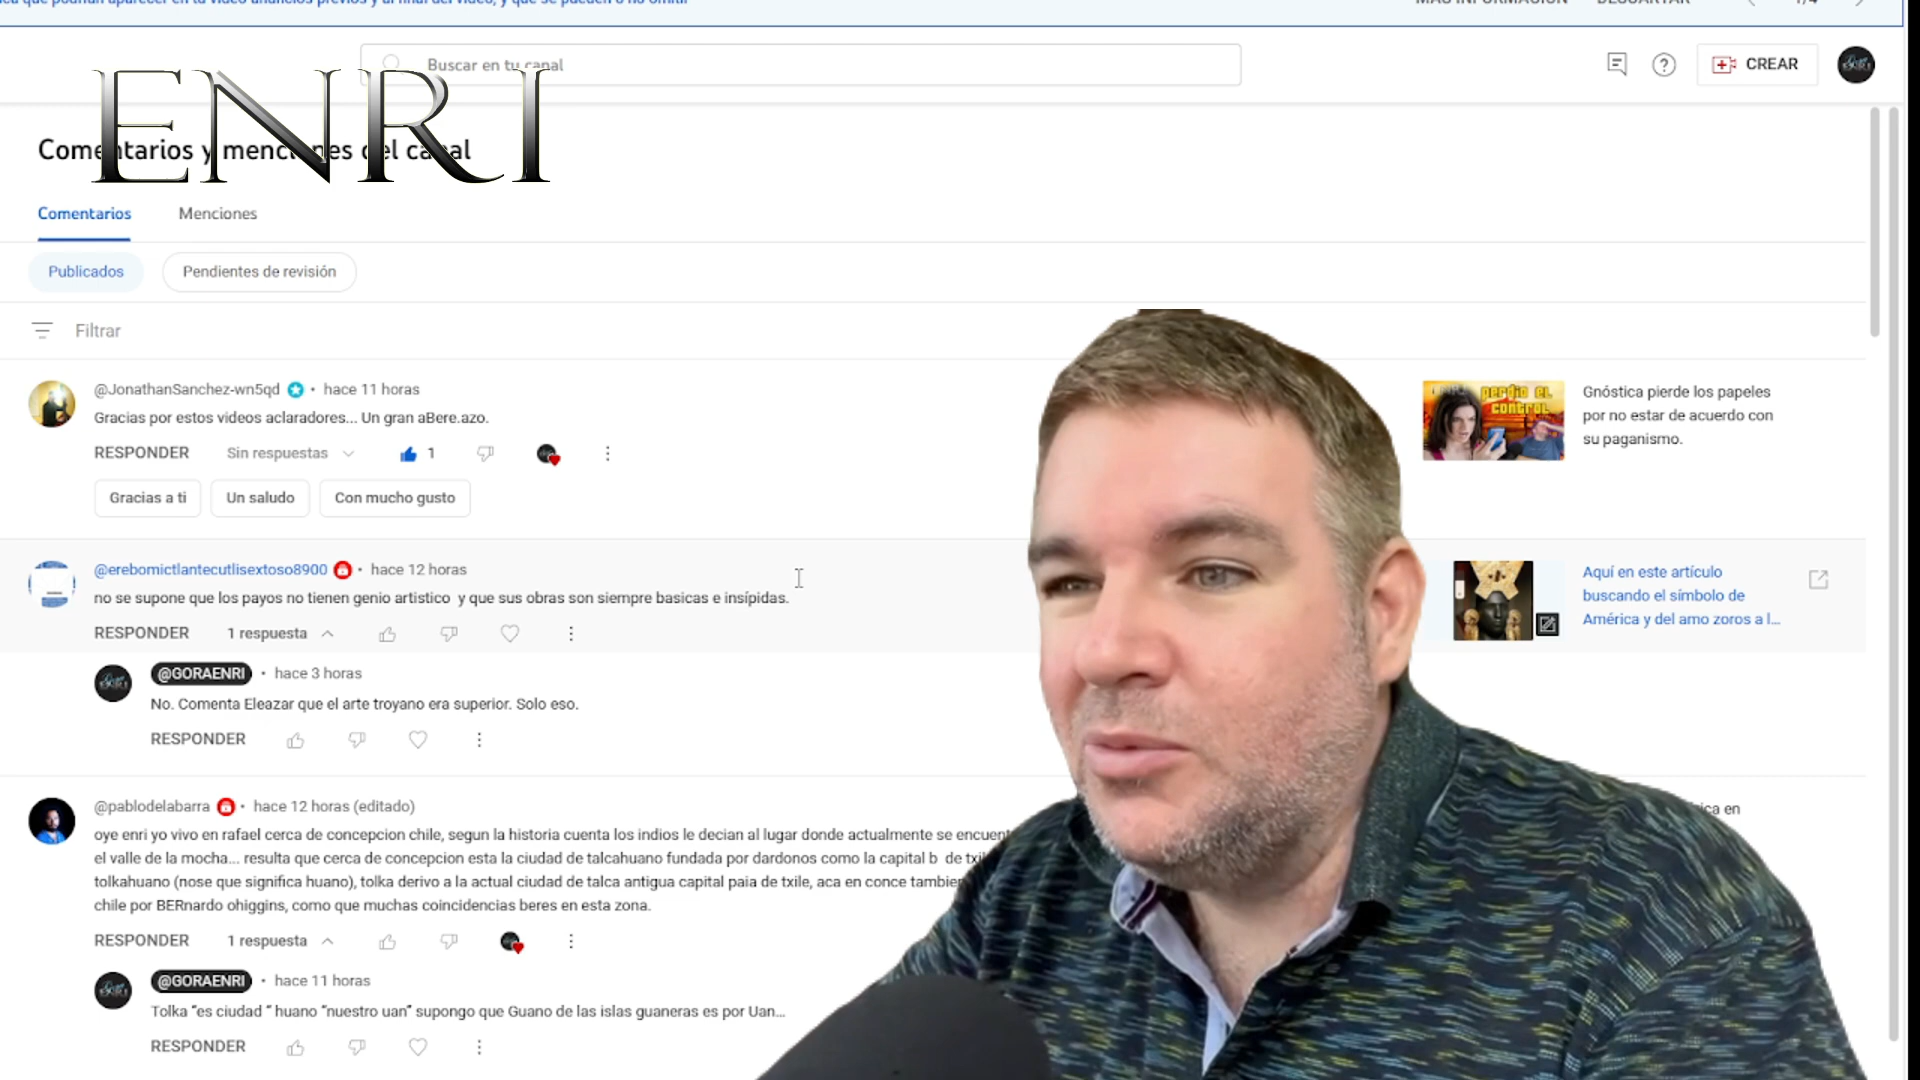 MÁS INFORMACIÓN DESCARTAR 1/4
Buscar en tu canal
CREAR
ENRI
Comentarios y menciones del canal
Comentarios Menciones
Publicados Pendientes de revisión
Filtrar
@JonathanSanchez-wn5qd • hace 11 horas
Gracias por estos videos aclaradores... Un gran aBere.azo.
RESPONDER Sin respuestas 1
Gracias a ti Un saludo Con mucho gusto
perdio el
control
Gnóstica pierde los papeles
por no estar de acuerdo con
su paganismo.
@erebomictlantecutlisextoso8900 • hace 12 horas
no se supone que los payos no tienen genio artistico y que sus obras son siempre basicas e insípidas.
RESPONDER 1 respuesta
Aquí en este artículo
buscando el símbolo de
América y del amo zoros a l...
@GORAENRI • hace 3 horas
No. Comenta Eleazar que el arte troyano era superior. Solo eso.
RESPONDER
@pablodelabarra • hace 12 horas (editado)
oye enri yo vivo en rafael cerca de concepcion chile, segun la historia cuenta los indios le decian al lugar donde actualmente se
el valle de la mocha... resulta que cerca de concepcion esta la ciudad de talcahuano fundada por dardonos como la capital b de
tolkahuano (nose que significa huano), tolka derivo a la actual ciudad de talca antigua capital paia de txile, aca en conce
chile por BERnardo ohiggins, como que muchas coincidencias beres en esta zona.
en
RESPONDER 1 respuesta
@GORAENRI • hace 11 horas
Tolka "es ciudad " huano "nuestro uan" supongo que Guano de las islas guaneras es por Uan...
RESPONDER